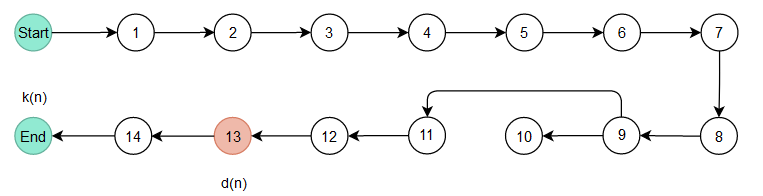 Start 1 2 3 4 5 6 7
k(n)
End 14 13 12 11 10 9 8
d(n)